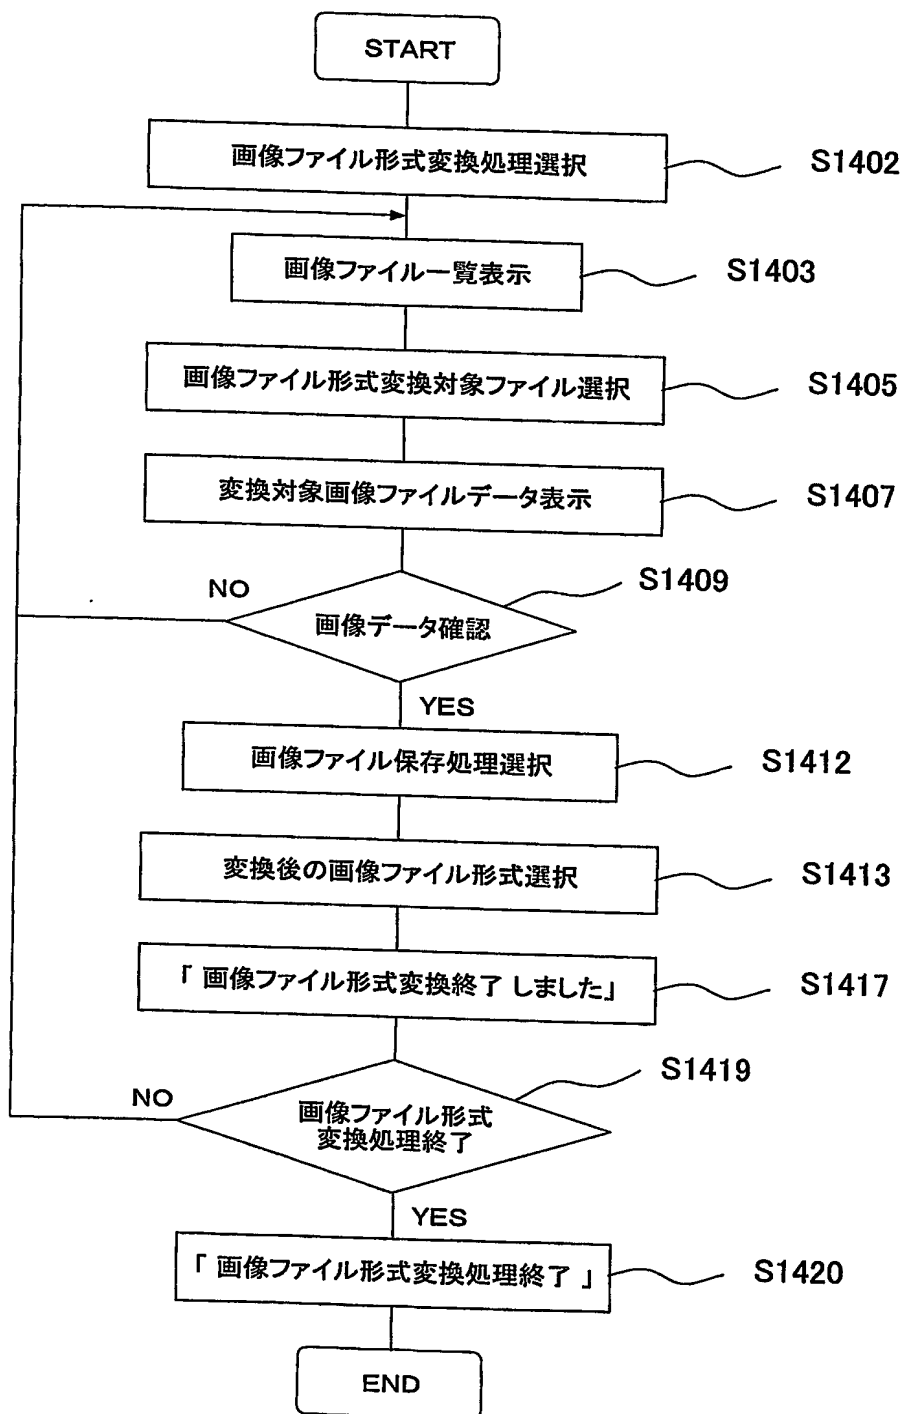 START
画像ファイル形式変換処理選択
S1402
画像ファイル一覧表示
S1403
画像ファイル形式変換対象ファイル選択
S1405
変換対象画像ファイルデータ表示
S1407
NO
画像データ確認
S1409
YES
画像ファイル保存処理選択
S1412
変換後の画像ファイル形式選択
S1413
「 画像ファイル形式変換終了 しました」
S1417
NO
画像ファイル形式
変換処理終了
S1419
YES
「 画像ファイル形式変換処理終了 」
S1420
END